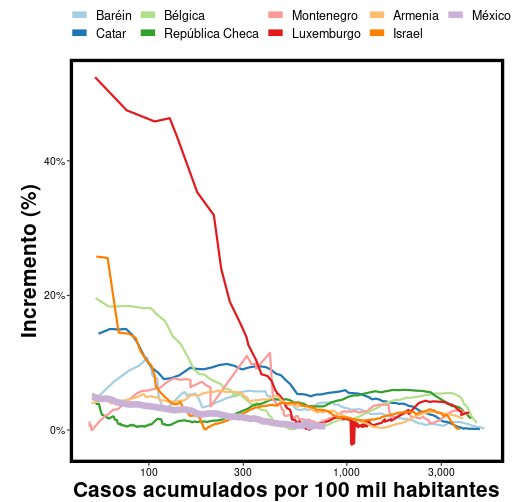 Baréin Bélgica Montenegro Armenia México
Catar República Checa Luxemburgo Israel
Incremento (%)
40%
20%
0%
100 300 1,000 3,000
Casos acumulados por 100 mil habitantes